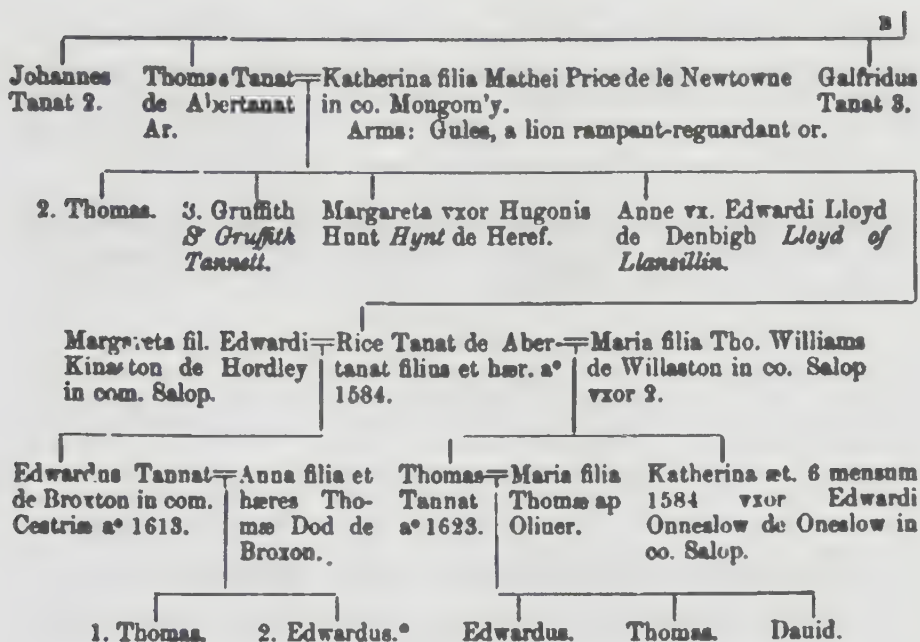 B
Johannes
Tanat 2.
Thomas Tanat
de Abertanat
Ar.
Katherina filia Mathei Price de le Newtowne
in co. Mongom'y.
Arms: Gules, a lion rampant-reguardant or.
Galfridus
Tanat 3.
2. Thomas.
3. Gruffith
& Gruffith
Tannett.
Margareta vxor Hugonis
Hunt Hynt de Heref.
Anne vx. Edwardi Lloyd
de Denbigh Lloyd of
Llansillin.
Margareta fil. Edwardi
Kinaston de Hordley
in com. Salop.
Rice Tanat de Aber-
tanat filius et hær. aº
1584.
Maria filia Tho. Williams
de Willaston in co. Salop
vxor 2.
Edwardus Tannat
de Broxton in com.
Cestriæ aº 1613.
Anna filia et
hæres Tho-
mæ Dod de
Broxon.
Thomas
Tannat
aº 1623.
Maria filia
Thomæ ap
Oliuer.
Katherina æt. 6 mensum
1584 vxor Edwardi
Onneslow de Oneslow in
co. Salop.
1. Thomas.
2. Edwardus.*
Edwardus.
Thomas.
Dauid.